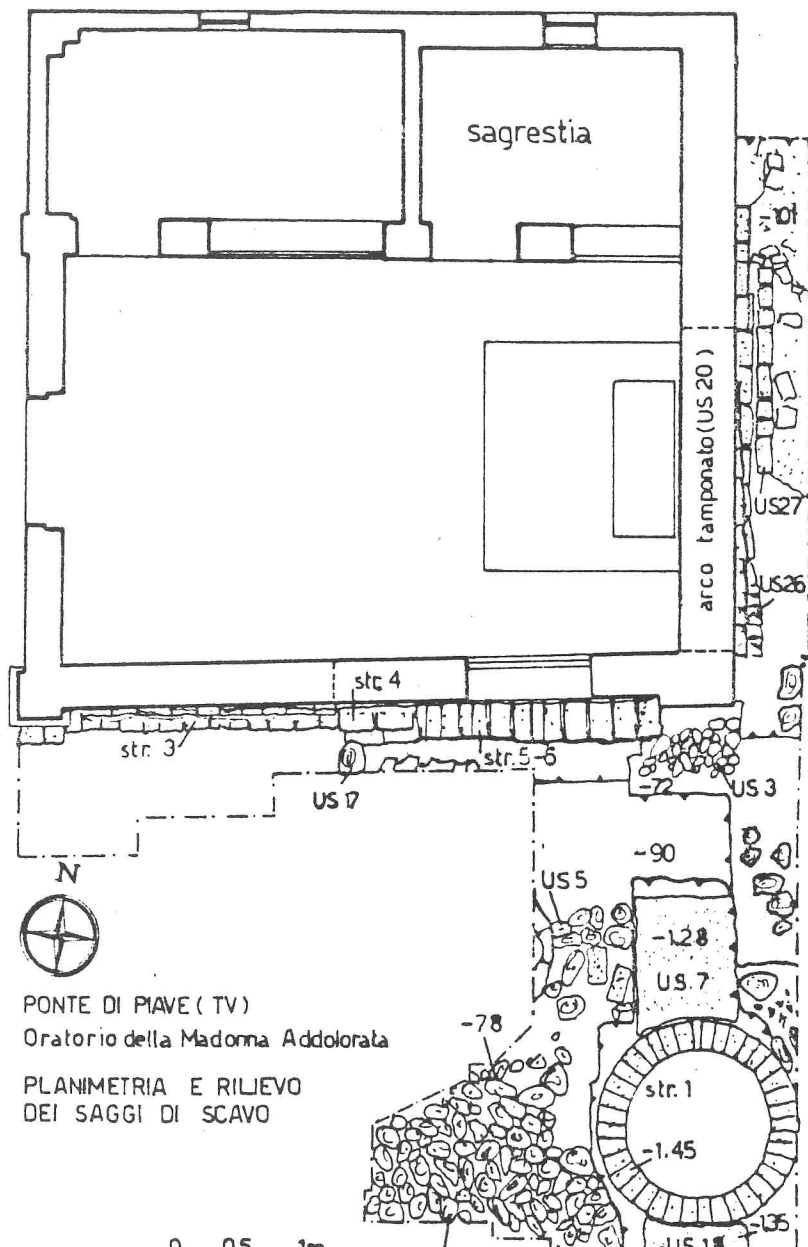 sagrestia
-101
arco tamponato (US 20)
US27
US26
str. 4
str. 3
str. 5-6
US 17
-72
US 3
-90
US 5
-1.28
US. 7
N
PONTE DI PIAVE (TV)
Oratorio della Madonna Addolorata
PLANIMETRIA E RILIEVO
DEI SAGGI DI SCAVO
-78
str. 1
-1.45
-135
0 0.5 1m